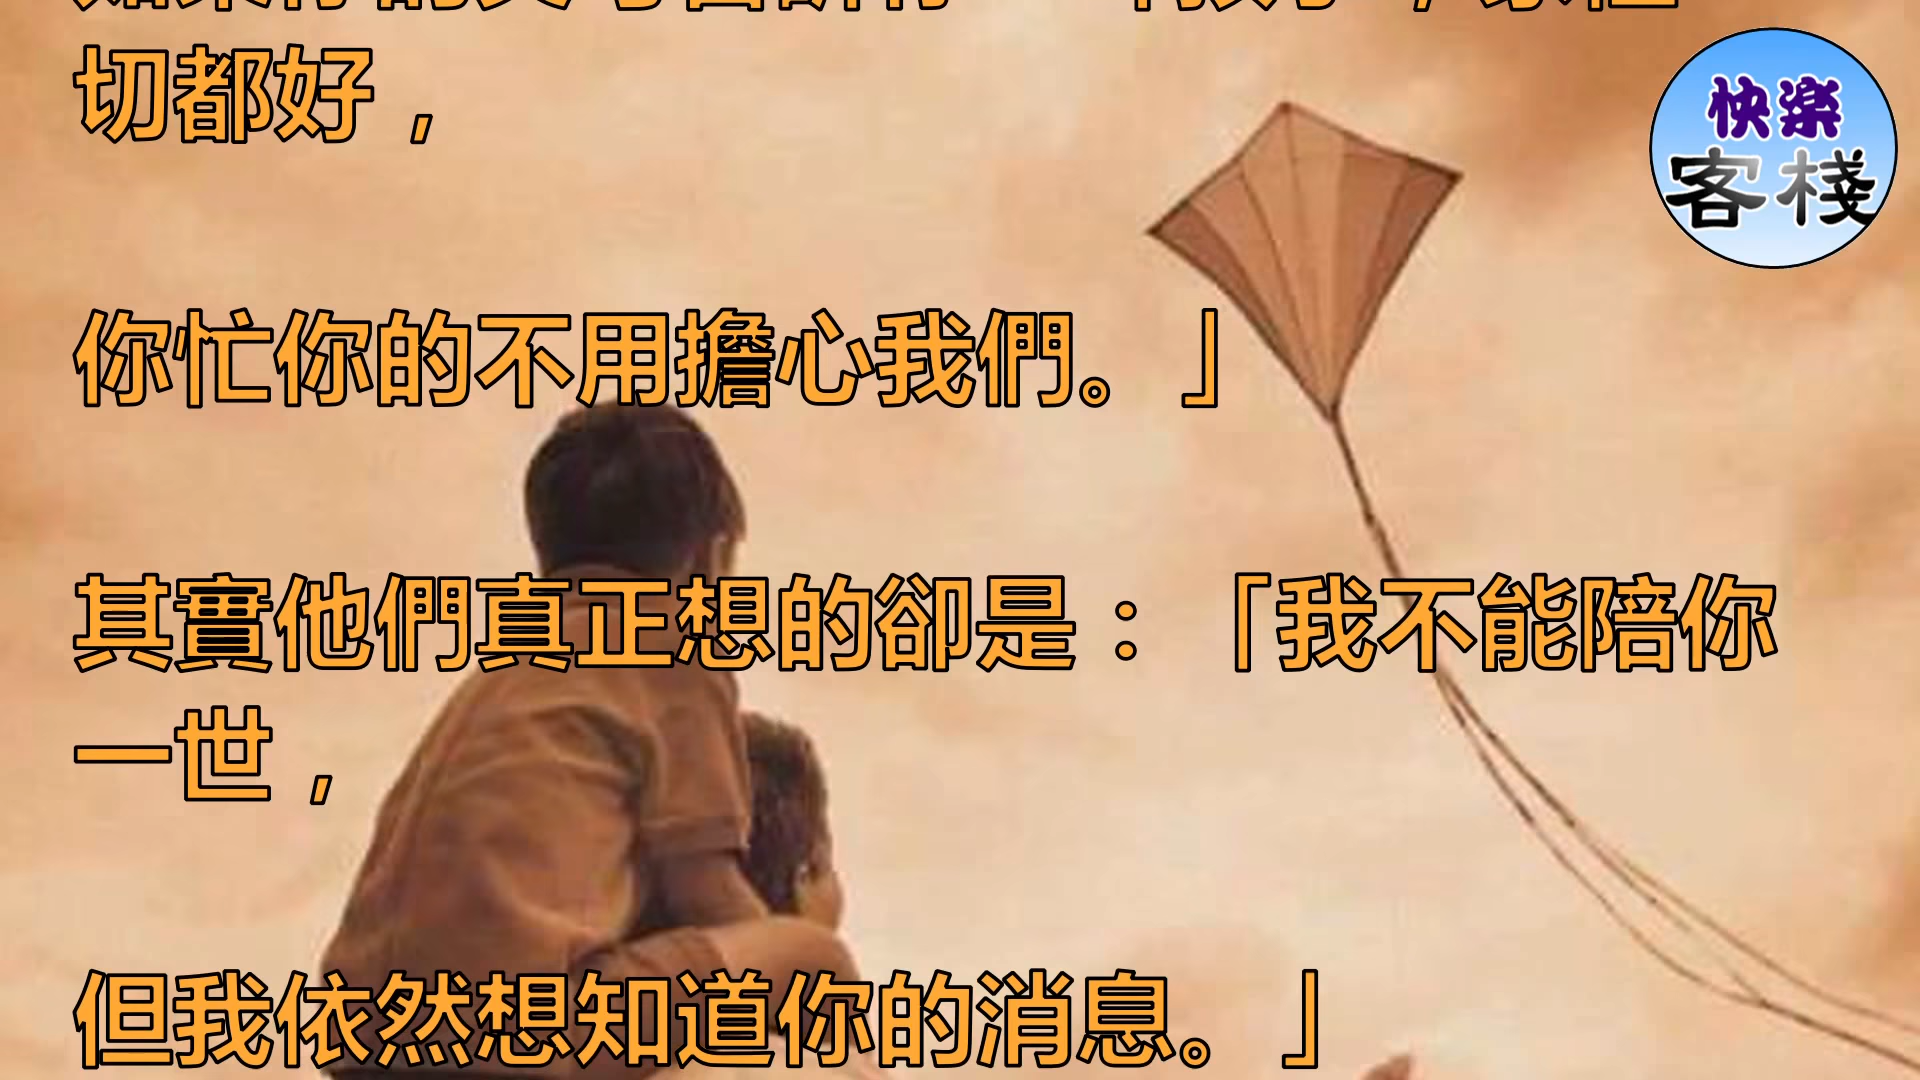 切都好，
你忙你的不用擔心我們。」
其實他們真正想的卻是：「我不能陪你
一世，
但我依然想知道你的消息。」
快樂
客棧